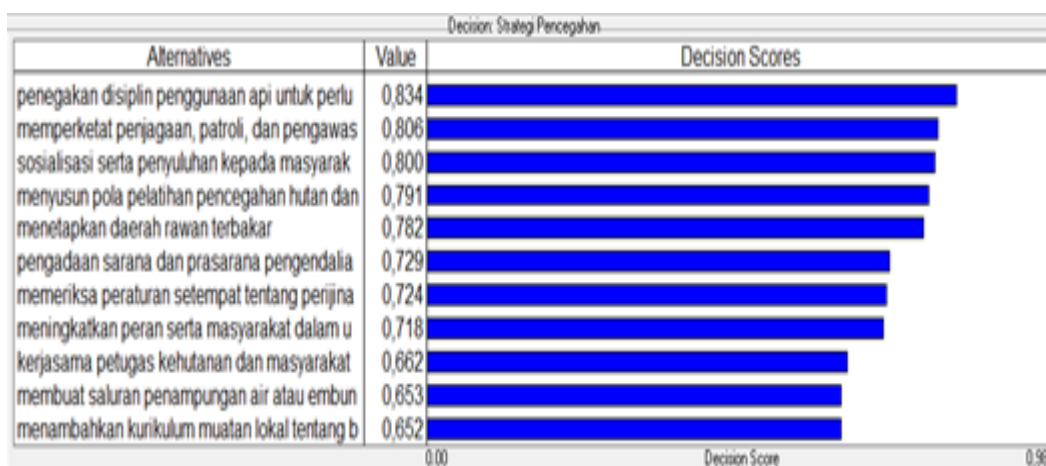 Decision: Strategi Pencegahan
Alternatives Value Decision Scores
penegakan disiplin penggunaan api untuk perlu 0,834
memperketat penjagaan, patroli, dan pengawas 0,806
sosialisasi serta penyuluhan kepada masyarak 0,800
menyusun pola pelatihan pencegahan hutan dan 0,791
menetapkan daerah rawan terbakar 0,782
pengadaan sarana dan prasarana pengendalia 0,729
memeriksa peraturan setempat tentang perijina 0,724
meningkatkan peran serta masyarakat dalam u 0,718
kerjasama petugas kehutanan dan masyarakat 0,662
membuat saluran penampungan air atau embun 0,653
menambahkan kurikulum muatan lokal tentang b 0,652
0.00 Decision Score 0.98